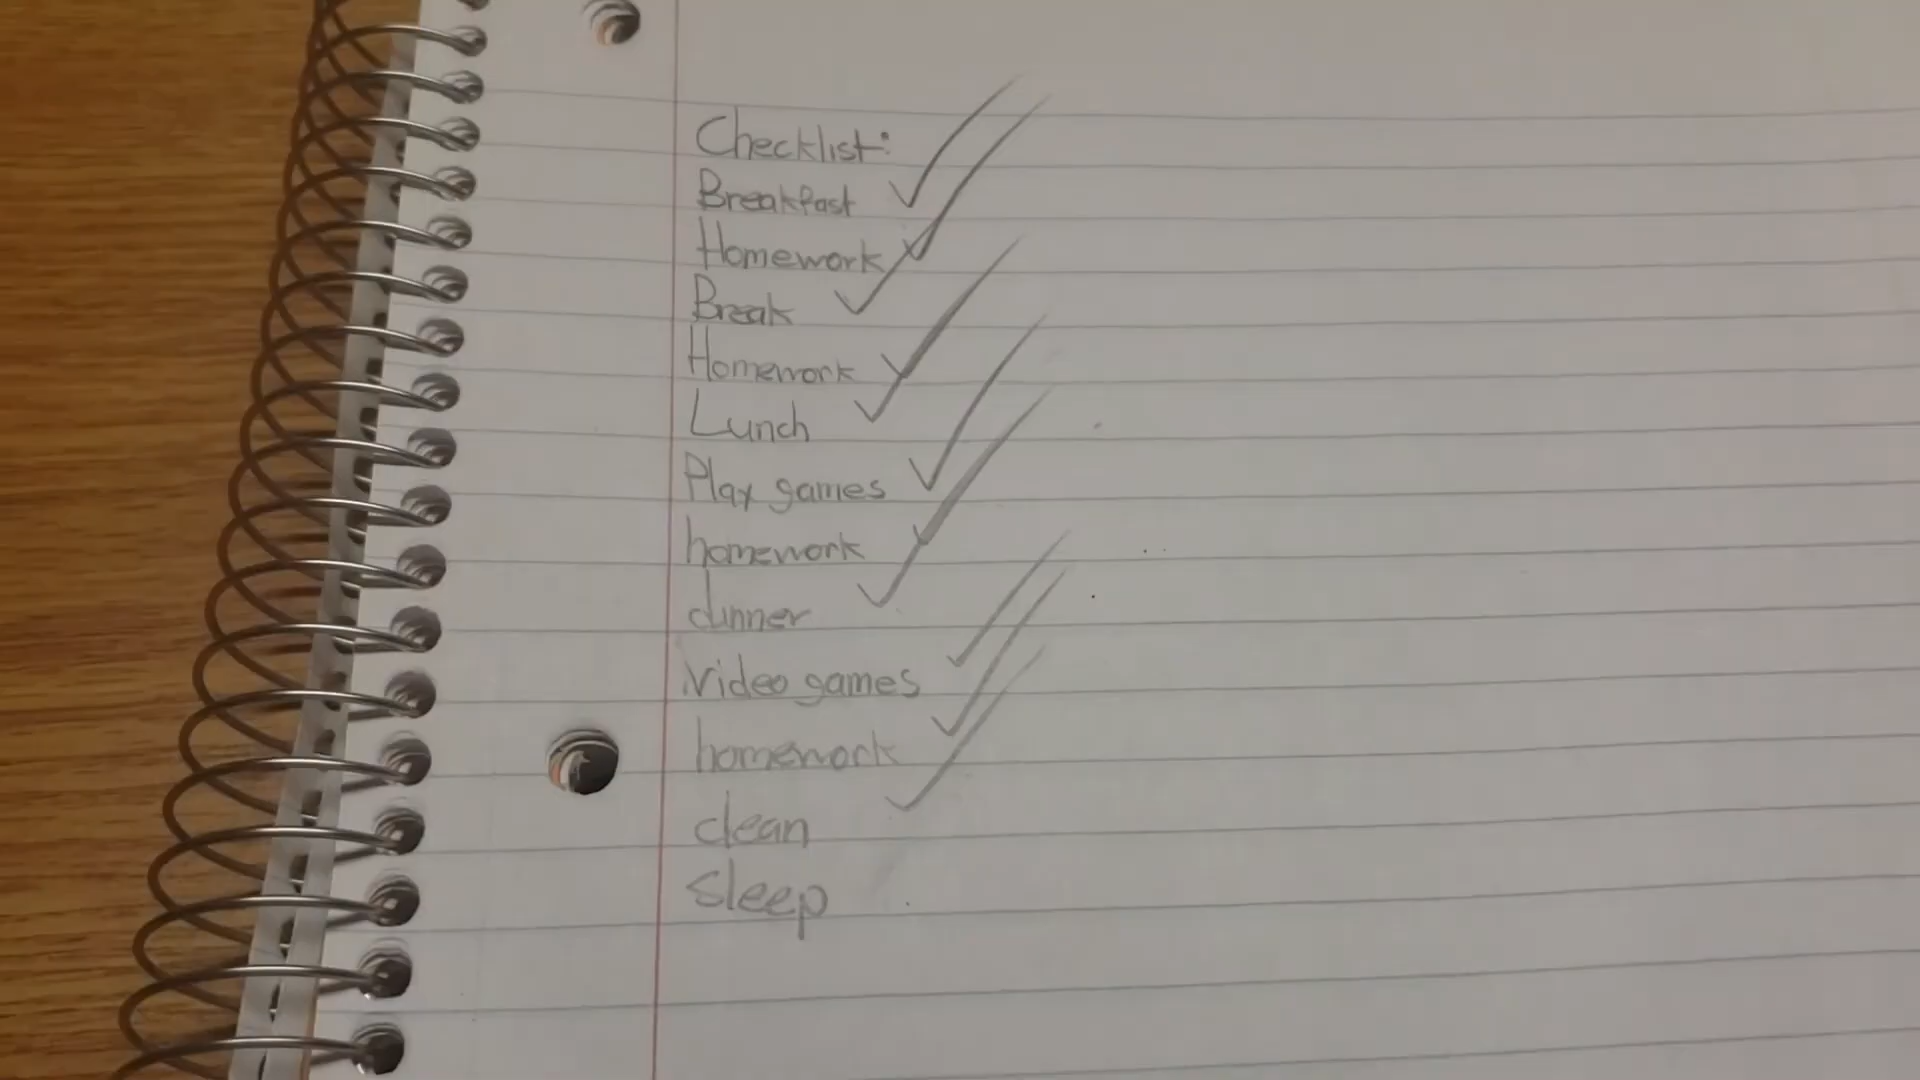 Checklist:
Breakfast ✓
Homework ✓
Break ✓
Homework ✓
Lunch ✓
Play games ✓
homework ✓
dinner ✓
Video games ✓
homework ✓
clean ✓
sleep